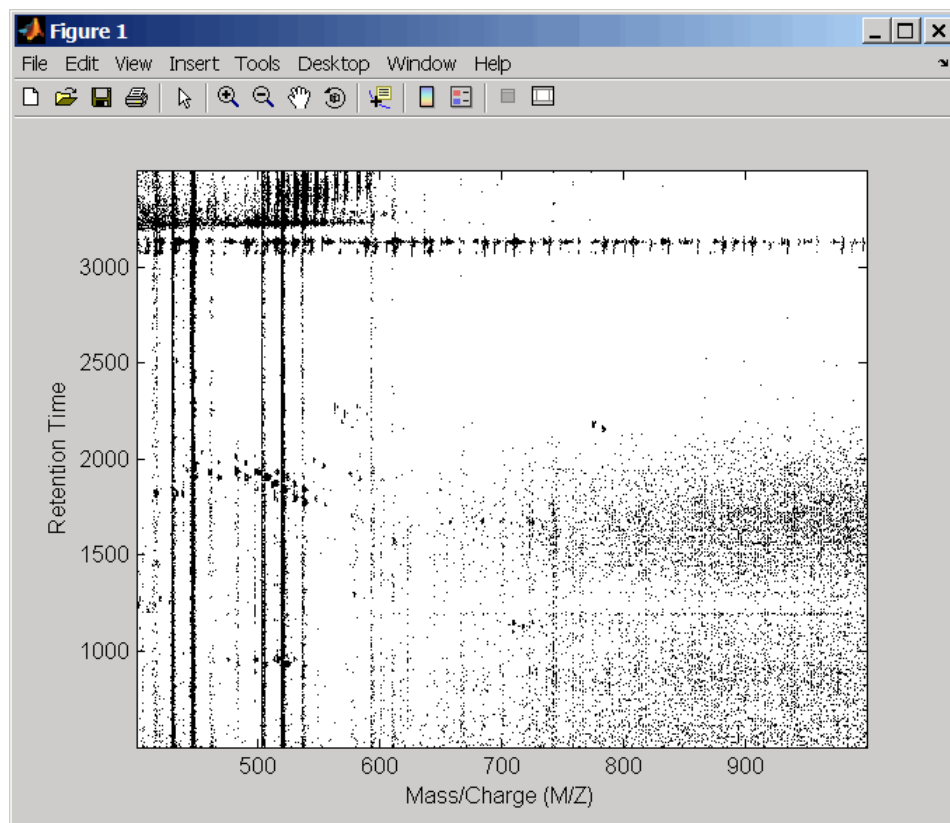 Figure 1
File Edit View Insert Tools Desktop Window Help
3000
2500
2000
1500
1000
Retention Time
500 600 700 800 900
Mass/Charge (M/Z)